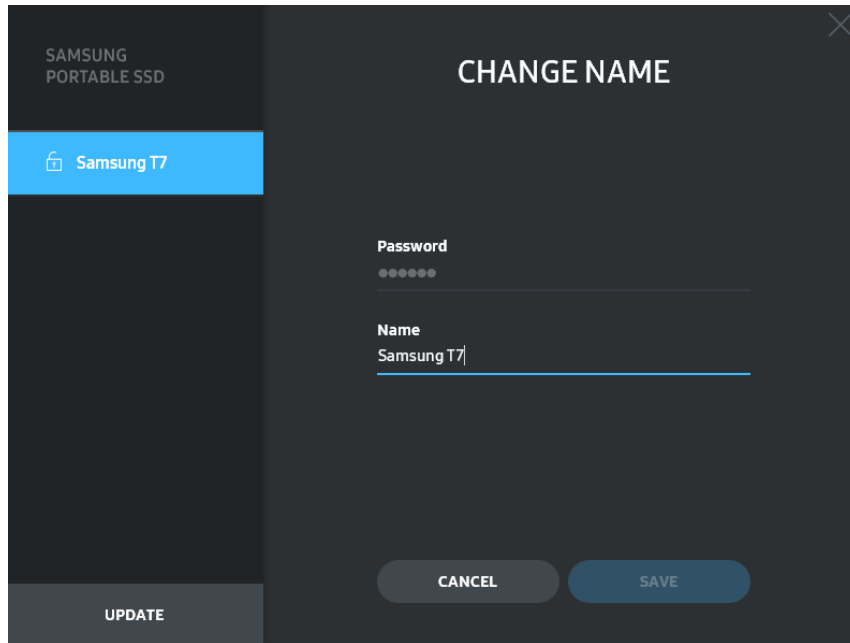 SAMSUNG
PORTABLE SSD
Samsung T7
UPDATE
CHANGE NAME
Password
●●●●●●
Name
Samsung T7
CANCEL
SAVE